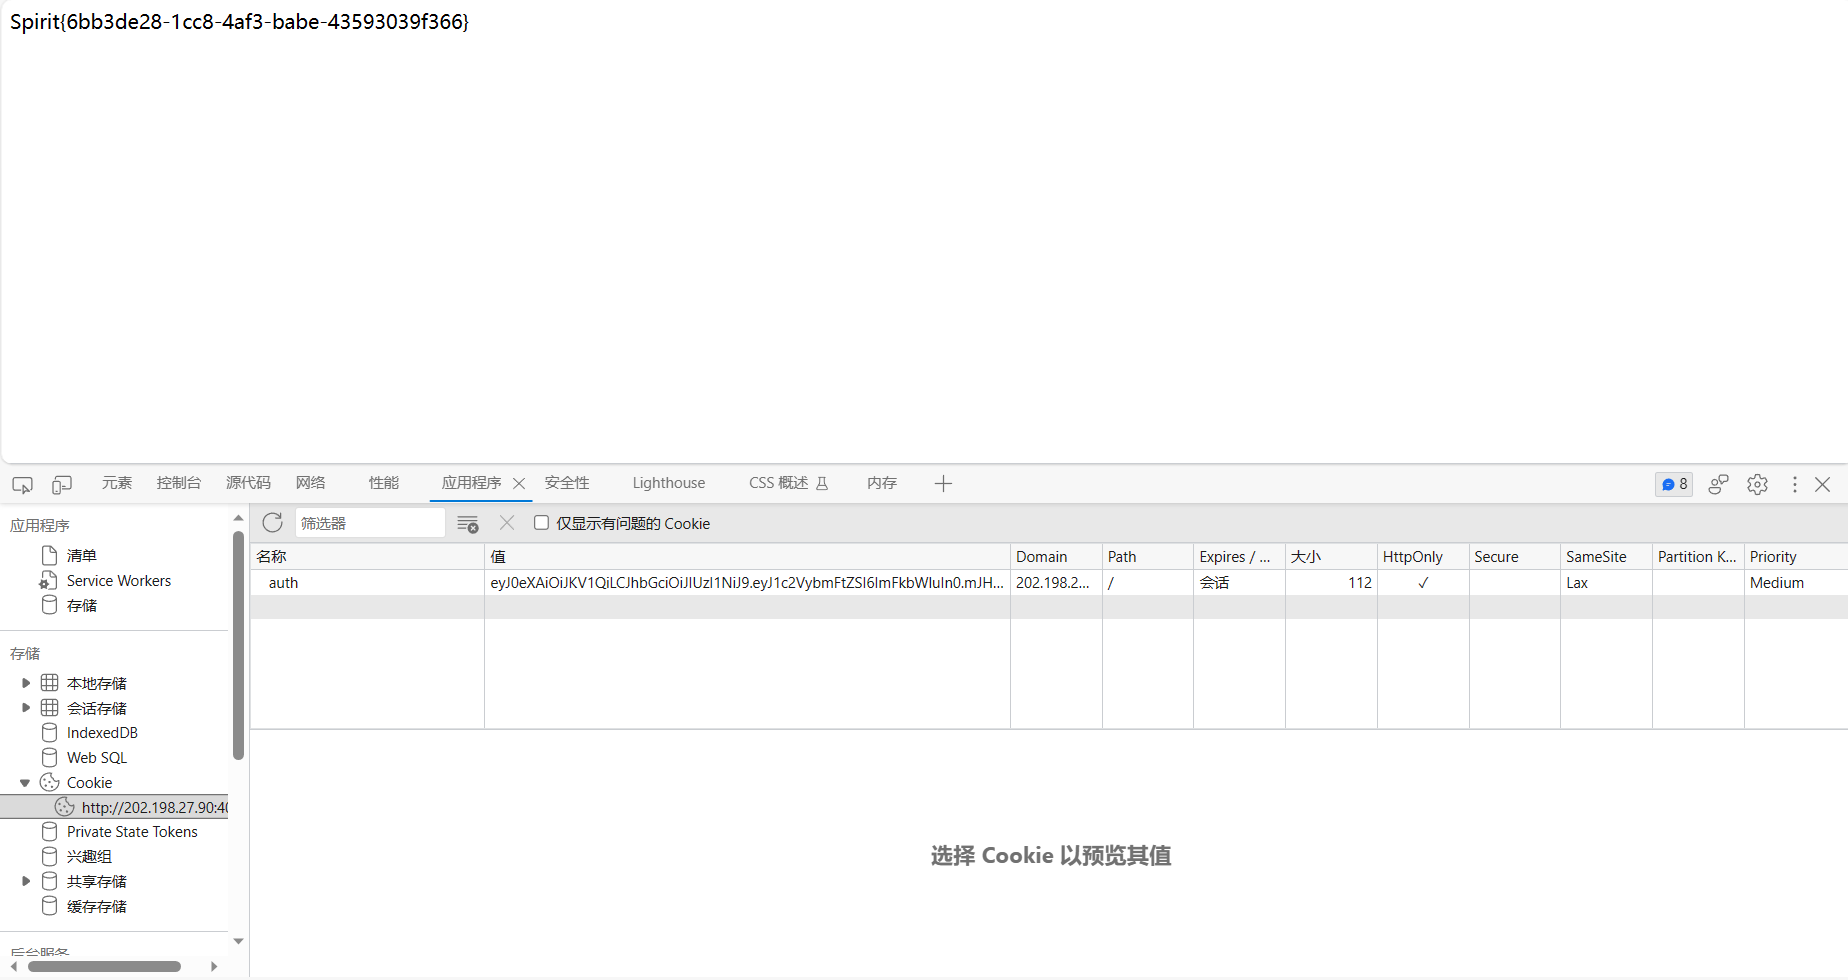 Spirit{6bb3de28-1cc8-4af3-babe-43593039f366}
元素 控制台 源代码 网络 性能 应用程序 安全性 Lighthouse CSS 概述 内存 8
应用程序
清单
Service Workers
存储
存储
本地存储
会话存储
IndexedDB
Web SQL
Cookie
http://202.198.27.90:40
Private State Tokens
兴趣组
共享存储
缓存存储
后台服务
筛选器 仅显示有问题的 Cookie
名称 值 Domain Path Expires / ... 大小 HttpOnly Secure SameSite Partition K... Priority
auth eyJ0eXAiOiJKV1QiLCJhbGciOiJIUzI1NiJ9.eyJ1c2VybmFtZSI6ImFkbWluIn0.mJH... 202.198.2... / 会话 112 ✓ Lax Medium
选择 Cookie 以预览其值